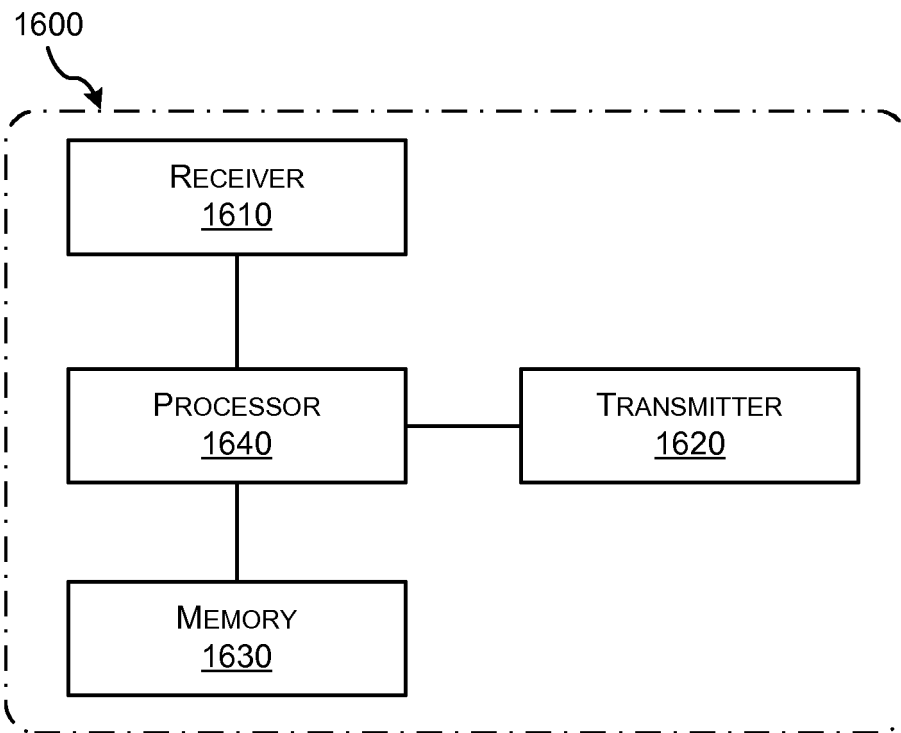 1600
RECEIVER
1610
PROCESSOR
1640
TRANSMITTER
1620
MEMORY
1630